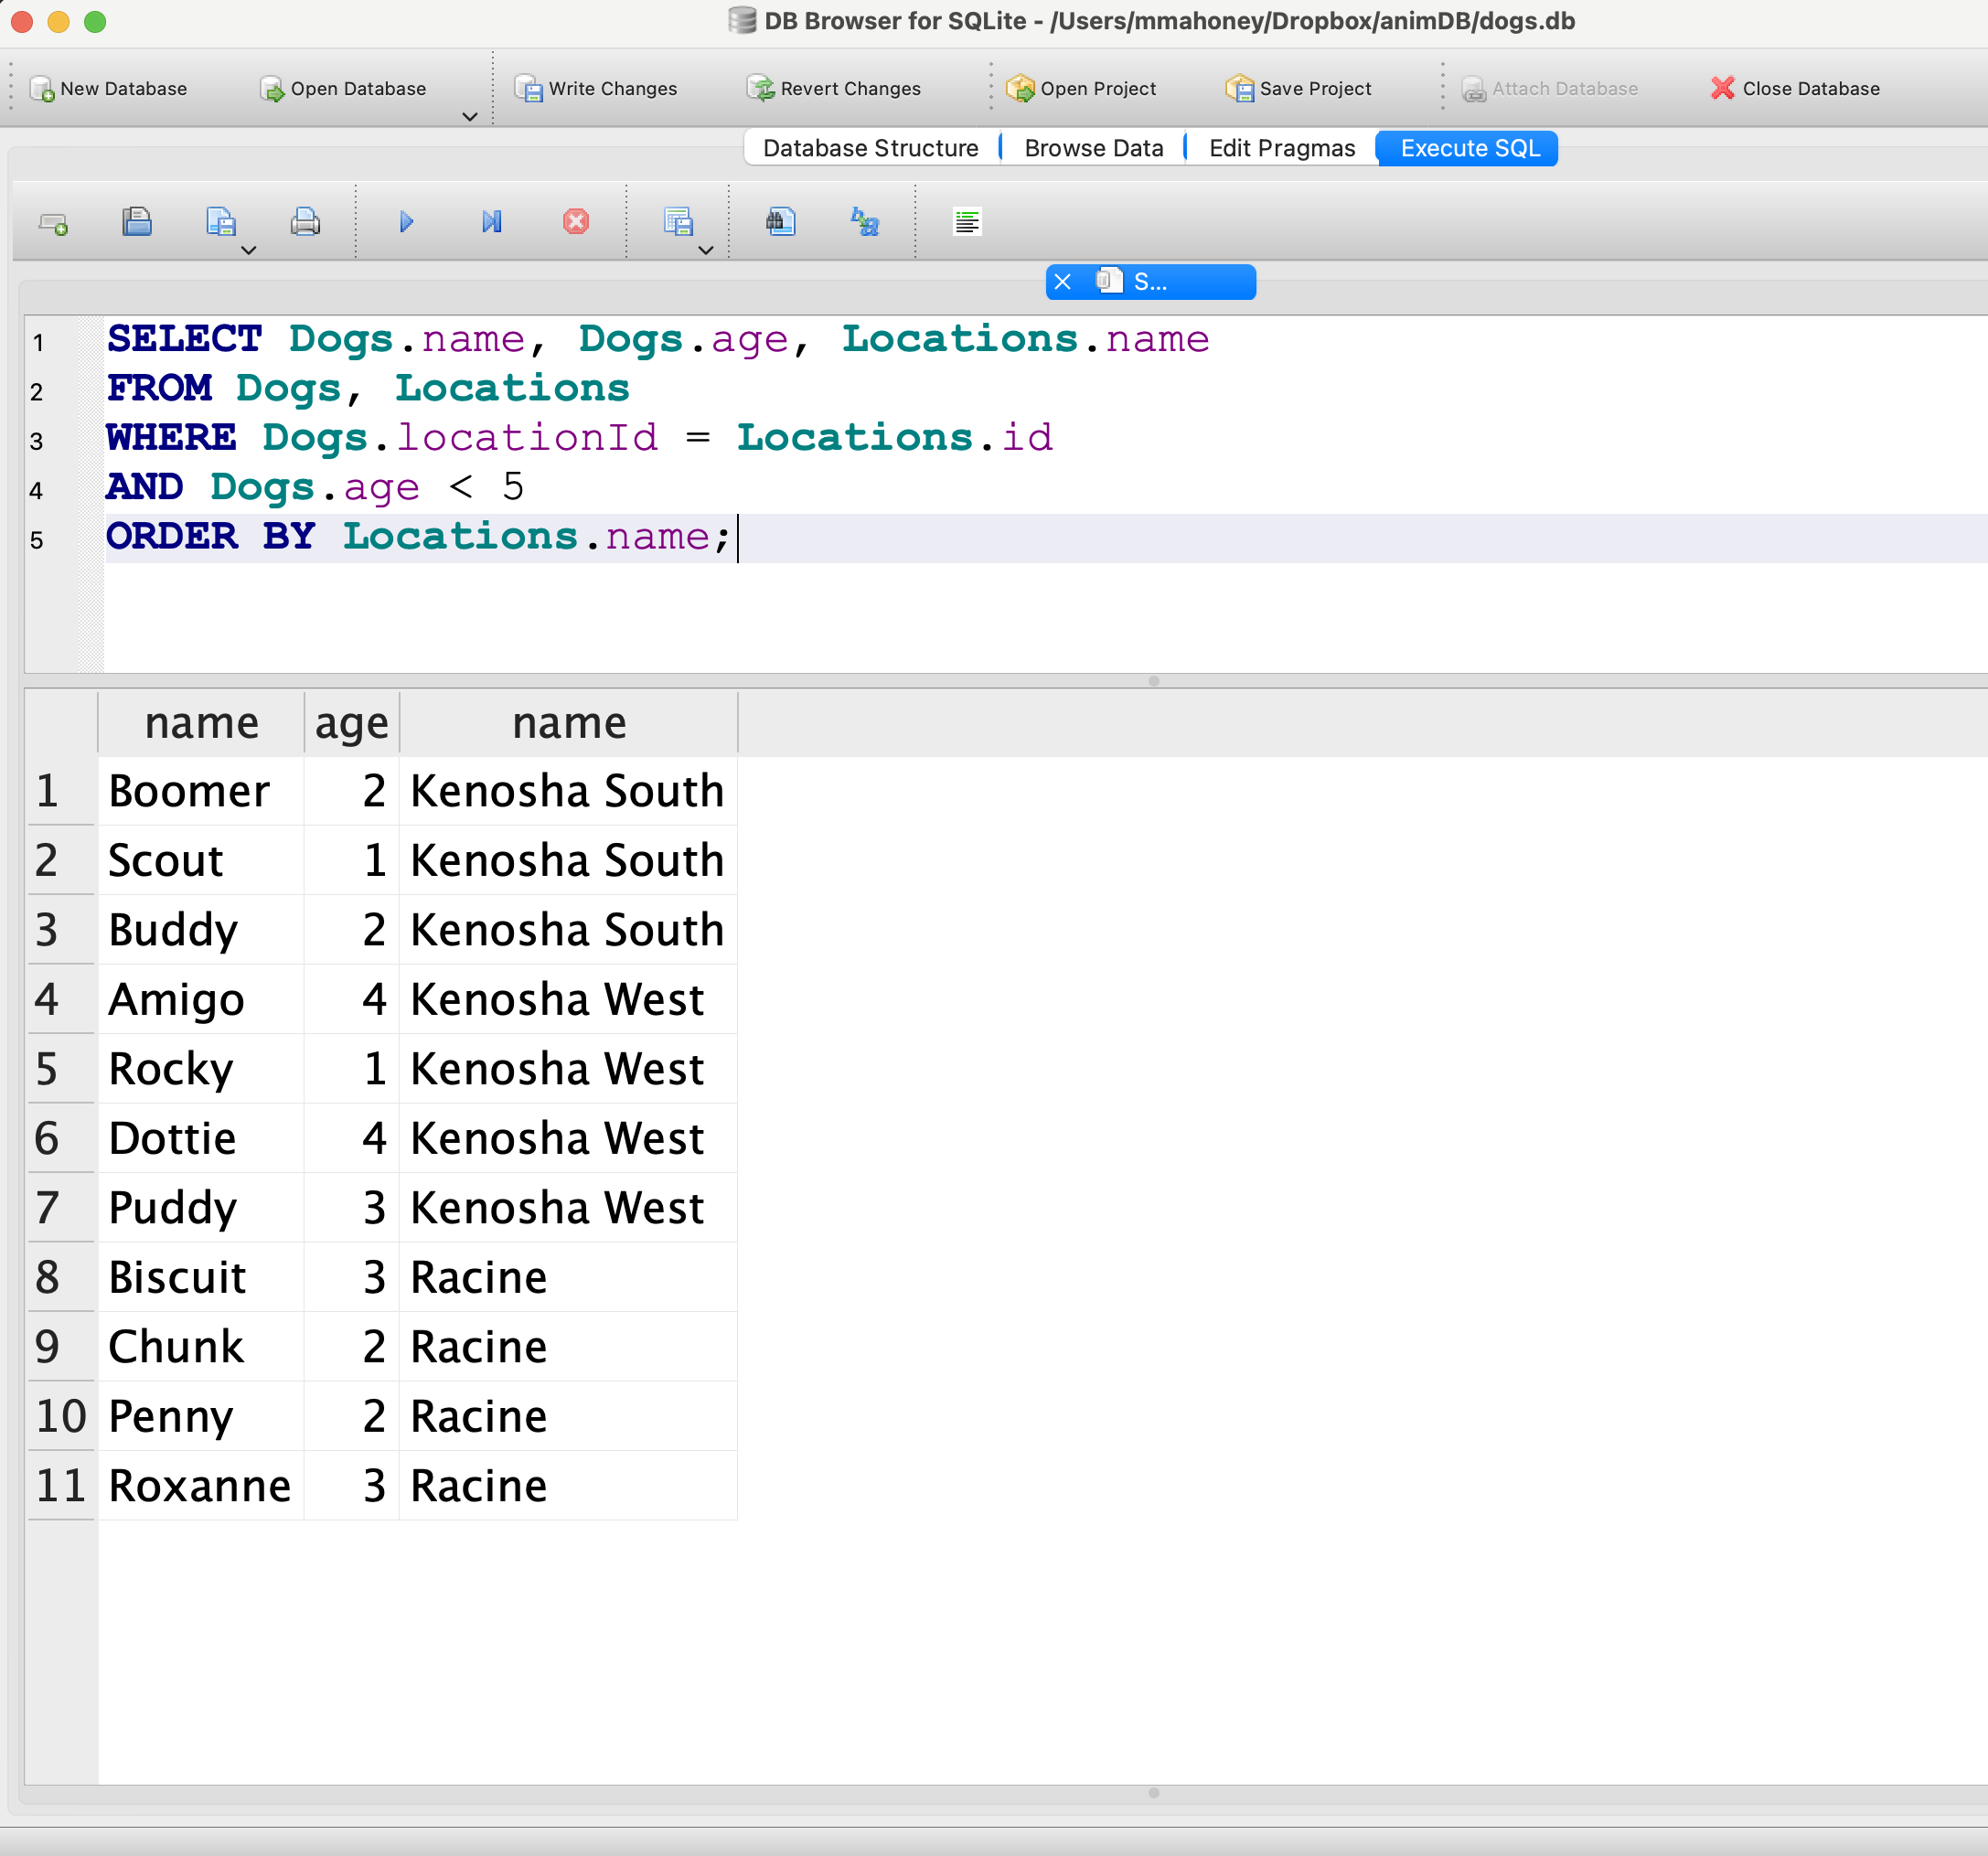 DB Browser for SQLite - /Users/mmahoney/Dropbox/animDB/dogs.db
New Database Open Database Write Changes Revert Changes Open Project Save Project Attach Database Close Database
Database Structure Browse Data Edit Pragmas Execute SQL
S...
1 SELECT Dogs.name, Dogs.age, Locations.name
2 FROM Dogs, Locations
3 WHERE Dogs.locationId = Locations.id
4 AND Dogs.age < 5
5 ORDER BY Locations.name;
name age name
1 Boomer 2 Kenosha South
2 Scout 1 Kenosha South
3 Buddy 2 Kenosha South
4 Amigo 4 Kenosha West
5 Rocky 1 Kenosha West
6 Dottie 4 Kenosha West
7 Puddy 3 Kenosha West
8 Biscuit 3 Racine
9 Chunk 2 Racine
10 Penny 2 Racine
11 Roxanne 3 Racine